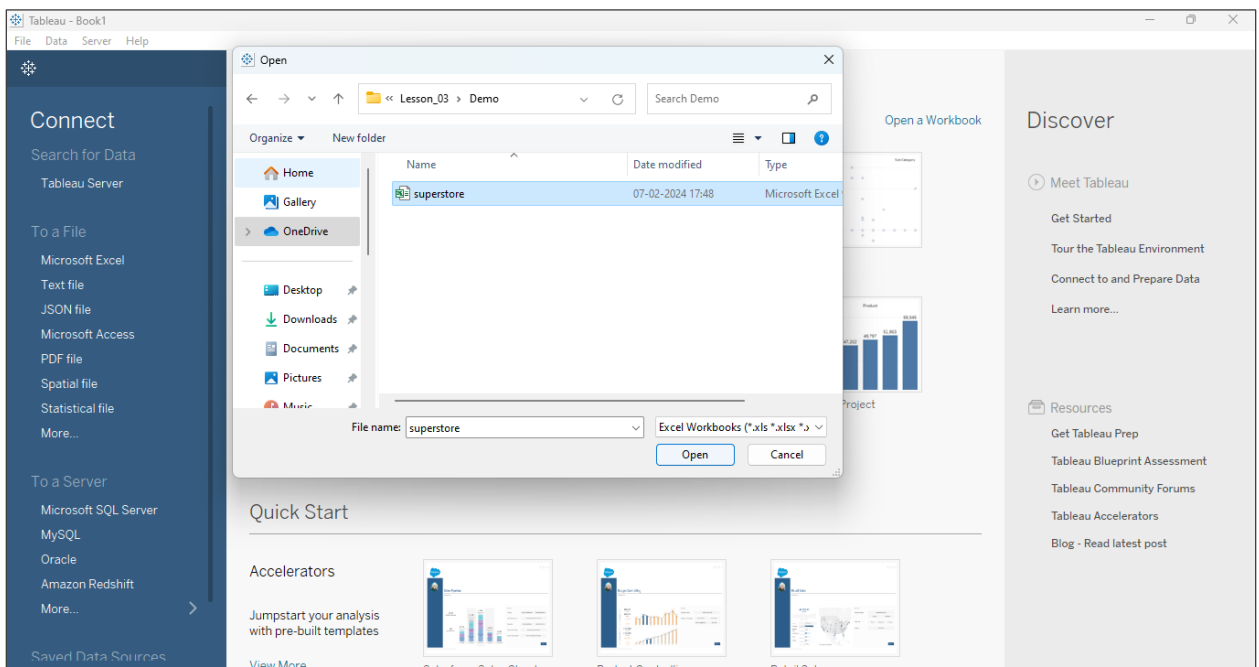 Tableau - Book1
File Data Server Help
Connect
Search for Data
Tableau Server
To a File
Microsoft Excel
Text file
JSON file
Microsoft Access
PDF file
Spatial file
Statistical file
More...
To a Server
Microsoft SQL Server
MySQL
Oracle
Amazon Redshift
More...
Saved Data Sources
Open
« Lesson_03 › Demo
Search Demo
Organize
New folder
Home
Gallery
OneDrive
Desktop
Downloads
Documents
Pictures
Music
Name Date modified Type
superstore 07-02-2024 17:48 Microsoft Excel
File name: superstore
Excel Workbooks (*.xls *.xlsx *.x
Open Cancel
Open a Workbook
Product
Project
Quick Start
Accelerators
Jumpstart your analysis
with pre-built templates
View More
Discover
Meet Tableau
Get Started
Tour the Tableau Environment
Connect to and Prepare Data
Learn more...
Resources
Get Tableau Prep
Tableau Blueprint Assessment
Tableau Community Forums
Tableau Accelerators
Blog - Read latest post